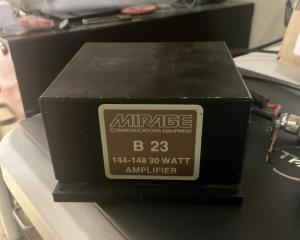 MIRAGE
COMMUNICATIONS EQUIPMENT
B 23
144-148 30 WATT
AMPLIFIER